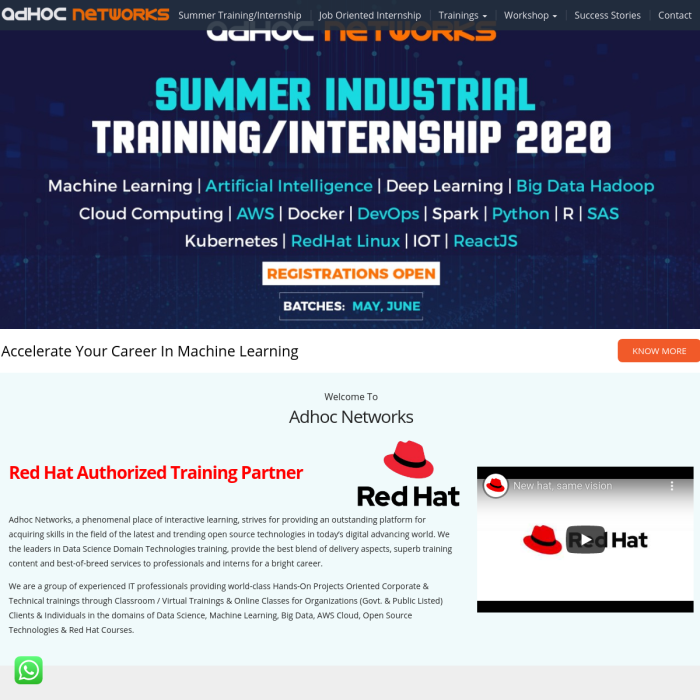 ADHOC NETWORKS Summer Training/Internship Job Oriented Internship Trainings Workshop Success Stories Contact
ADHOC NETWORKS
SUMMER INDUSTRIAL
TRAINING/INTERNSHIP 2020
Machine Learning | Artificial Intelligence | Deep Learning | Big Data Hadoop
Cloud Computing | AWS | Docker | DevOps | Spark | Python | R | SAS
Kubernetes | RedHat Linux | IOT | ReactJS
REGISTRATIONS OPEN
BATCHES: MAY, JUNE
Accelerate Your Career In Machine Learning
KNOW MORE
Welcome To
Adhoc Networks
Red Hat Authorized Training Partner
Red Hat
Adhoc Networks, a phenomenal place of interactive learning, strives for providing an outstanding platform for
acquiring skills in the field of the latest and trending open source technologies in today's digital advancing world. We
the leaders in Data Science Domain Technologies training, provide the best blend of delivery aspects, superb training
content and best-of-breed services to professionals and interns for a bright career.
We are a group of experienced IT professionals providing world-class Hands-On Projects Oriented Corporate &
Technical trainings through Classroom / Virtual Trainings & Online Classes for Organizations (Govt. & Public Listed)
Clients & Individuals in the domains of Data Science, Machine Learning, Big Data, AWS Cloud, Open Source
Technologies & Red Hat Courses.
New hat, same vision
Red Hat